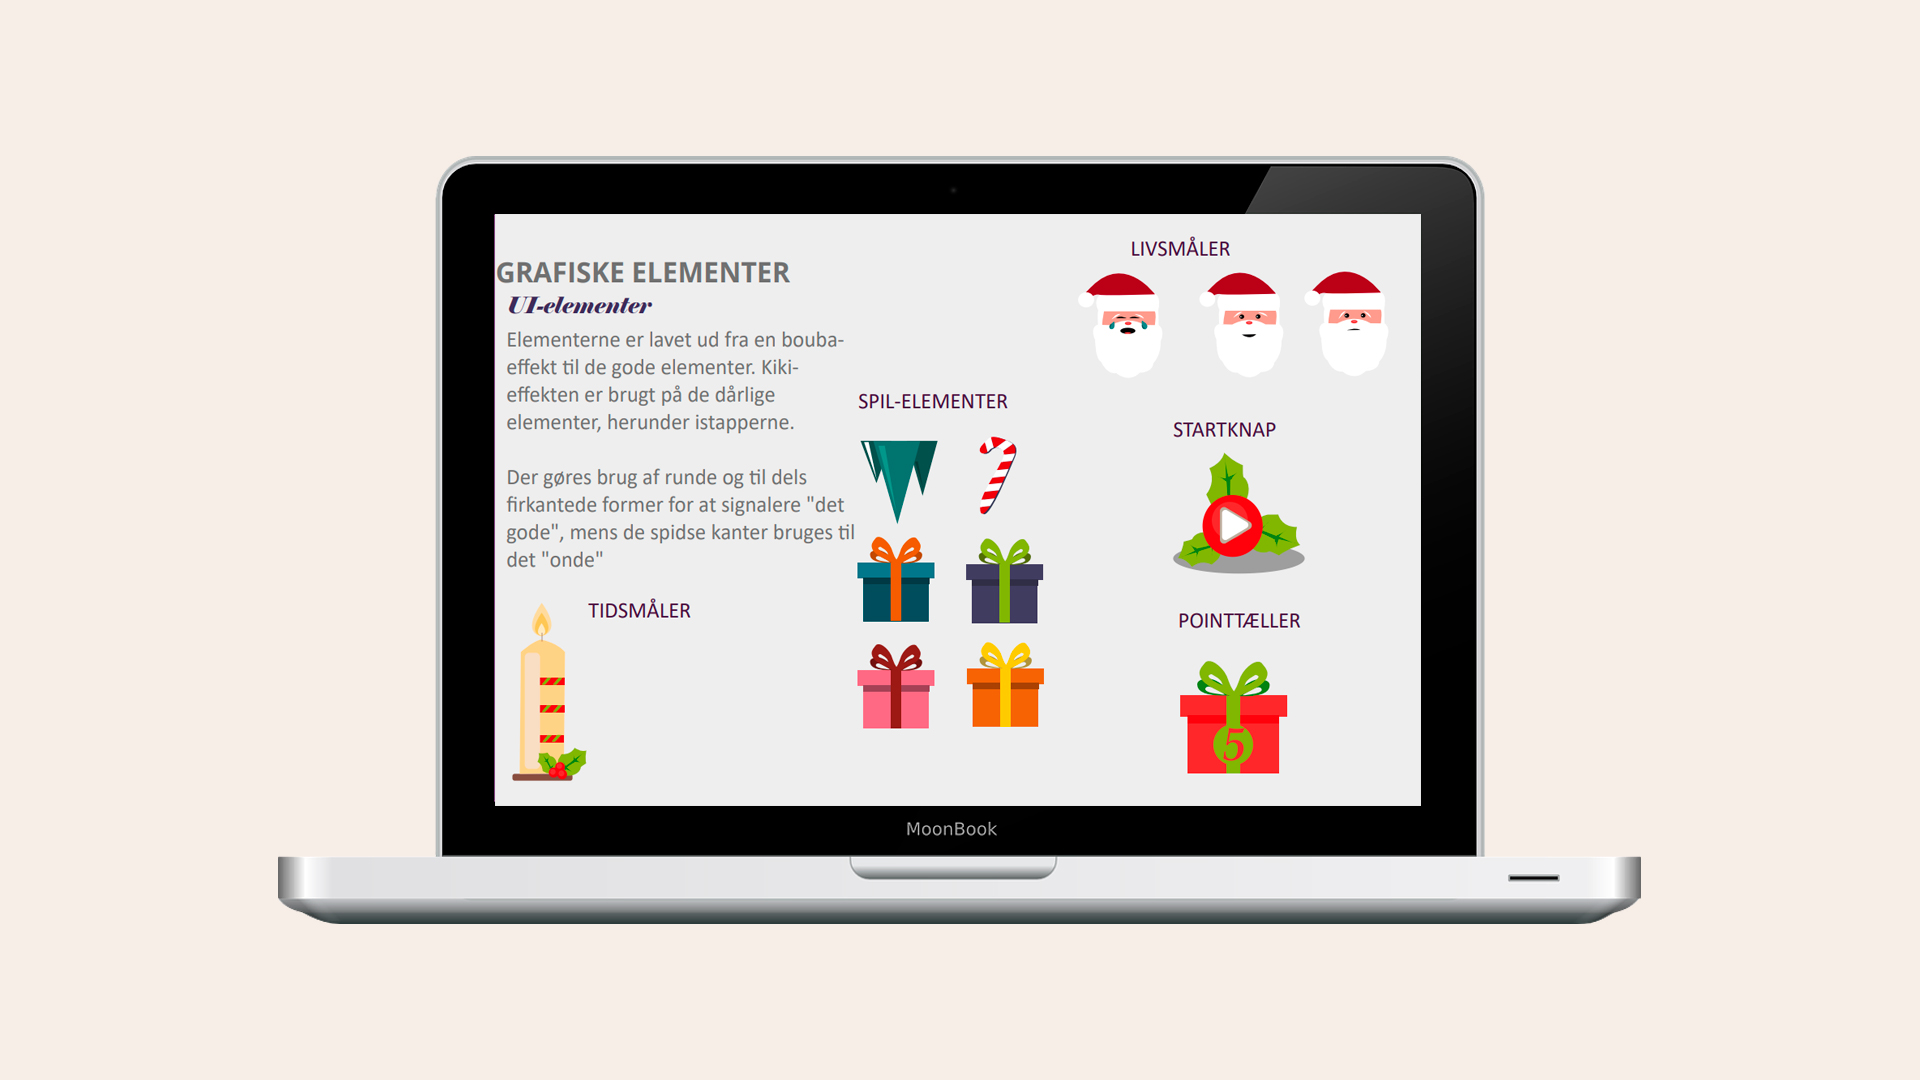 GRAFISKE ELEMENTER
UI-elementer
Elementerne er lavet ud fra en bouba-
effekt til de gode elementer. Kiki-
effekten er brugt på de dårlige
elementer, herunder istapperne.
Der gøres brug af runde og til dels
firkantede former for at signalere "det
gode", mens de spidse kanter bruges til
det "onde"
TIDSMÅLER
SPIL-ELEMENTER
LIVSMÅLER
STARTKNAP
POINTTÆLLER
5
MoonBook